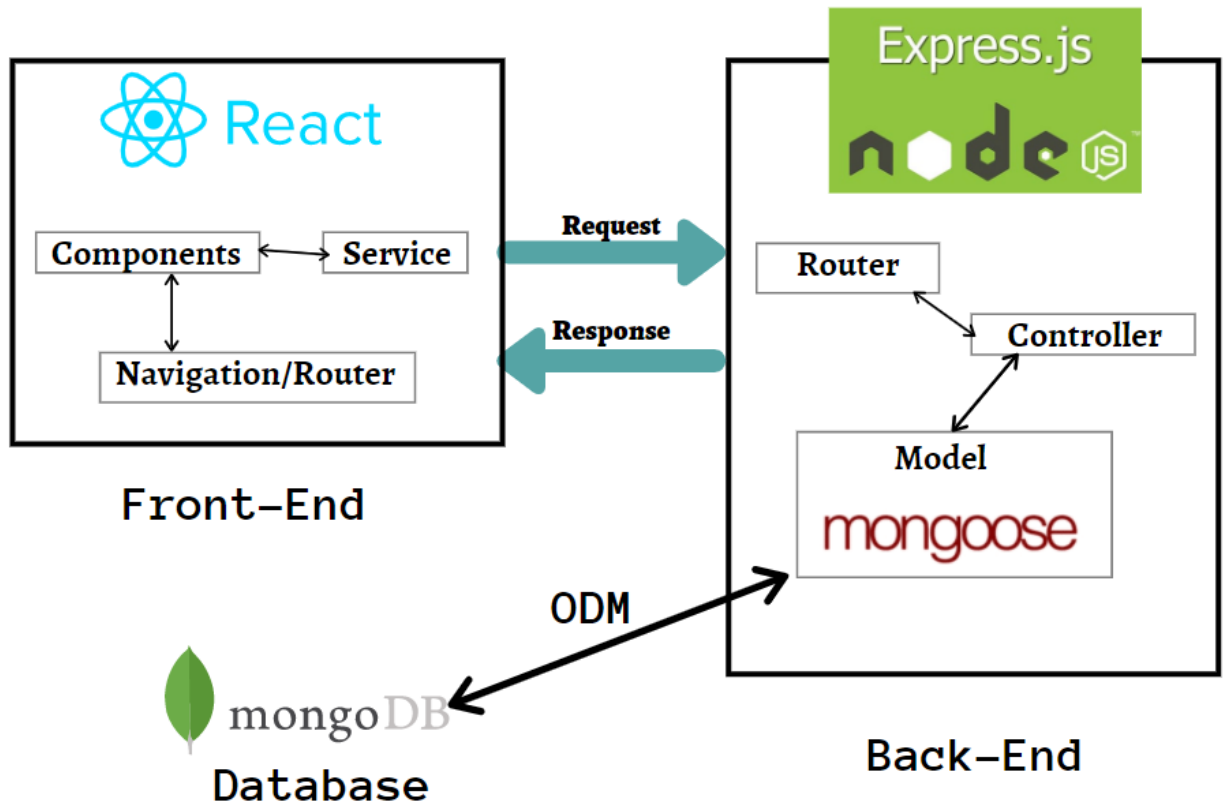 React
Components
Service
Navigation/Router
Front-End
Request
Response
Express.js
node
JS
™
Router
Controller
Model
mongoose
Back-End
ODM
mongoDB
Database